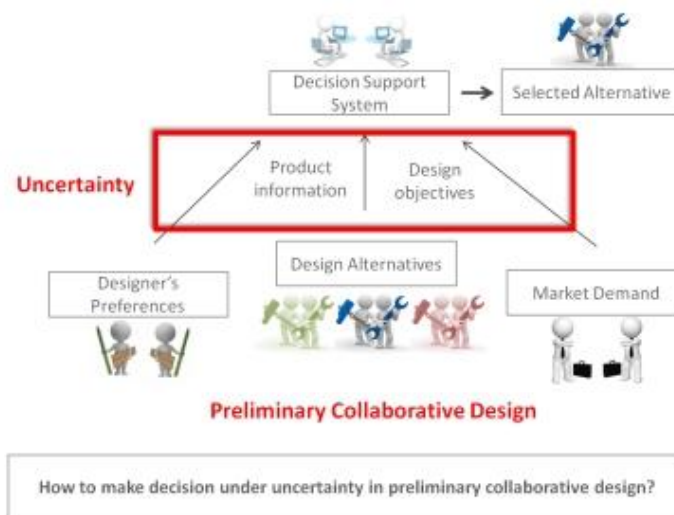 Decision Support
System
Selected Alternative
Uncertainty
Product
information
Design
objectives
Designer's
Preferences
Design Alternatives
Market Demand
Preliminary Collaborative Design
How to make decision under uncertainty in preliminary collaborative design?